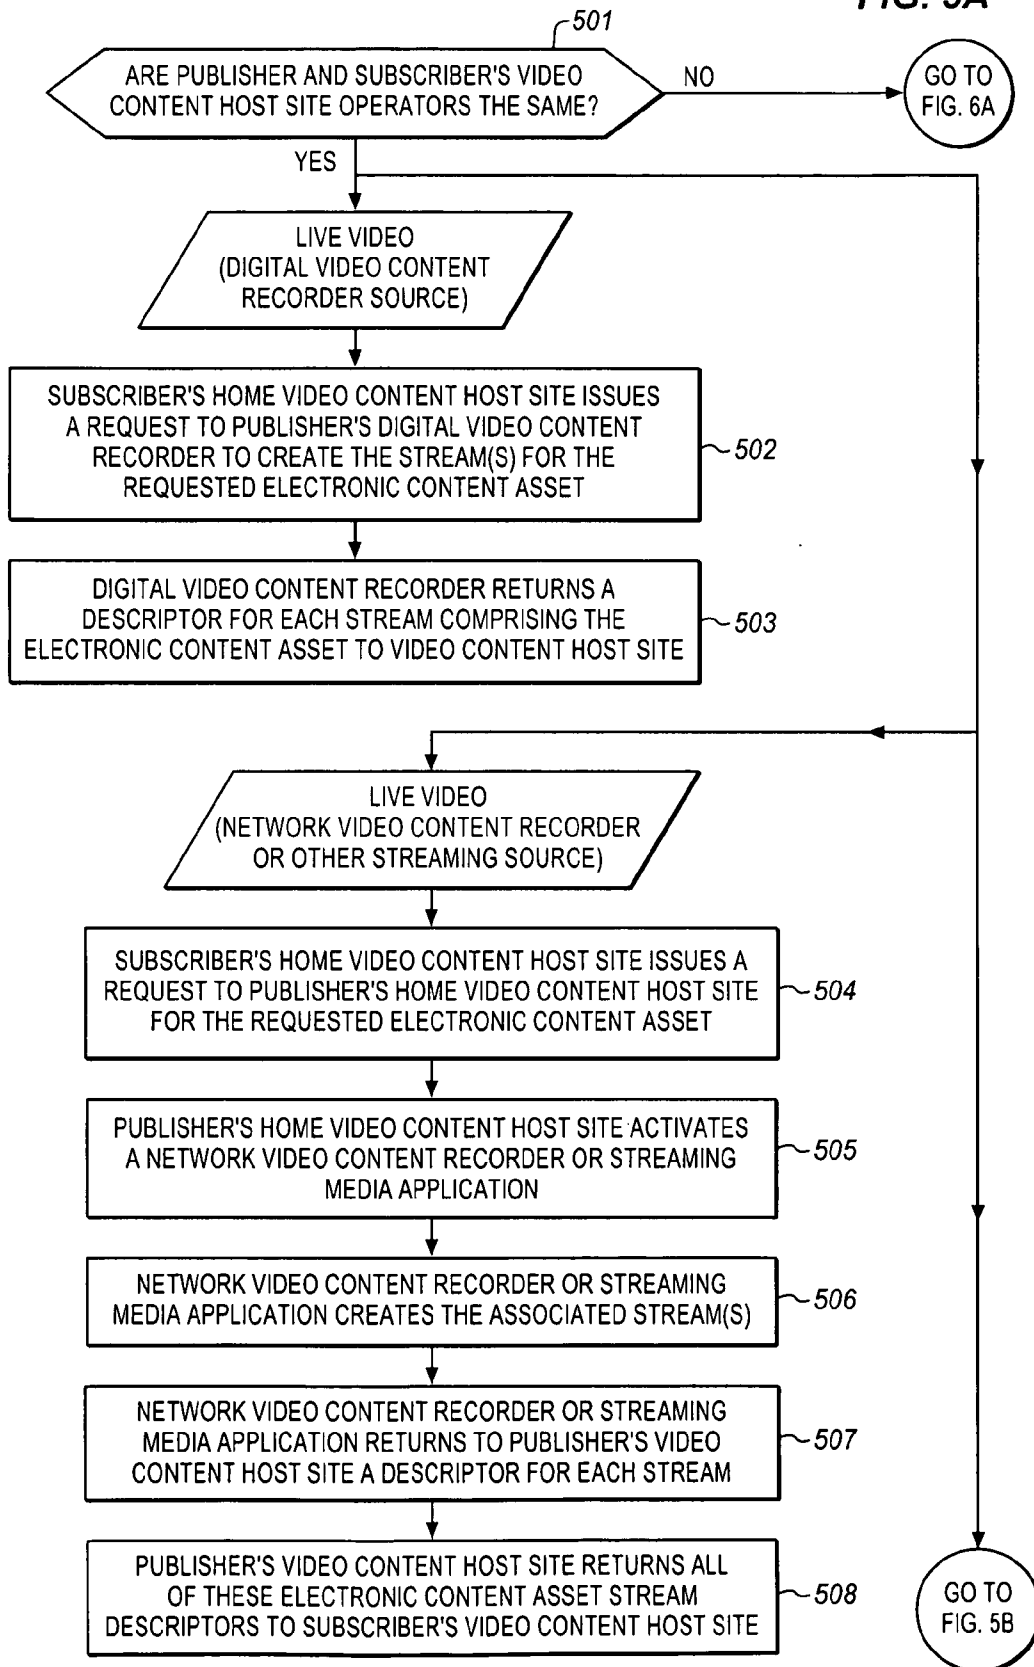 FIG. 5A
501
ARE PUBLISHER AND SUBSCRIBER'S VIDEO
CONTENT HOST SITE OPERATORS THE SAME?
NO
GO TO
FIG. 6A
YES
LIVE VIDEO
(DIGITAL VIDEO CONTENT
RECORDER SOURCE)
SUBSCRIBER'S HOME VIDEO CONTENT HOST SITE ISSUES
A REQUEST TO PUBLISHER'S DIGITAL VIDEO CONTENT
RECORDER TO CREATE THE STREAM(S) FOR THE
REQUESTED ELECTRONIC CONTENT ASSET
502
DIGITAL VIDEO CONTENT RECORDER RETURNS A
DESCRIPTOR FOR EACH STREAM COMPRISING THE
ELECTRONIC CONTENT ASSET TO VIDEO CONTENT HOST SITE
503
LIVE VIDEO
(NETWORK VIDEO CONTENT RECORDER
OR OTHER STREAMING SOURCE)
SUBSCRIBER'S HOME VIDEO CONTENT HOST SITE ISSUES A
REQUEST TO PUBLISHER'S HOME VIDEO CONTENT HOST SITE
FOR THE REQUESTED ELECTRONIC CONTENT ASSET
504
PUBLISHER'S HOME VIDEO CONTENT HOST SITE ACTIVATES
A NETWORK VIDEO CONTENT RECORDER OR STREAMING
MEDIA APPLICATION
505
NETWORK VIDEO CONTENT RECORDER OR STREAMING
MEDIA APPLICATION CREATES THE ASSOCIATED STREAM(S)
506
NETWORK VIDEO CONTENT RECORDER OR STREAMING
MEDIA APPLICATION RETURNS TO PUBLISHER'S VIDEO
CONTENT HOST SITE A DESCRIPTOR FOR EACH STREAM
507
PUBLISHER'S VIDEO CONTENT HOST SITE RETURNS ALL
OF THESE ELECTRONIC CONTENT ASSET STREAM
DESCRIPTORS TO SUBSCRIBER'S VIDEO CONTENT HOST SITE
508
GO TO
FIG. 5B